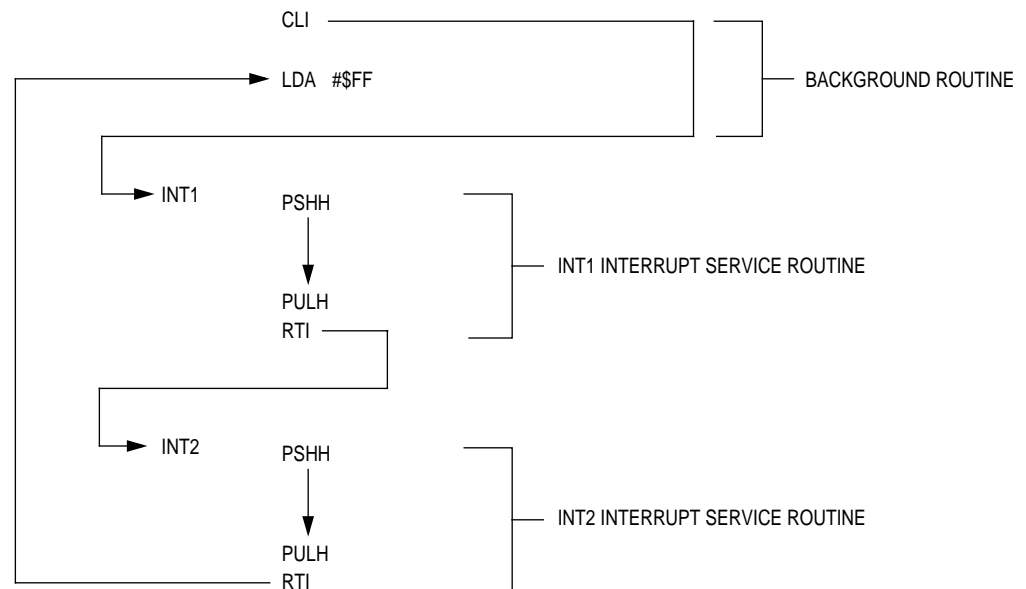 CLI
LDA #$FF
BACKGROUND ROUTINE
INT1
PSHH
INT1 INTERRUPT SERVICE ROUTINE
PULH
RTI
INT2
PSHH
INT2 INTERRUPT SERVICE ROUTINE
PULH
RTI